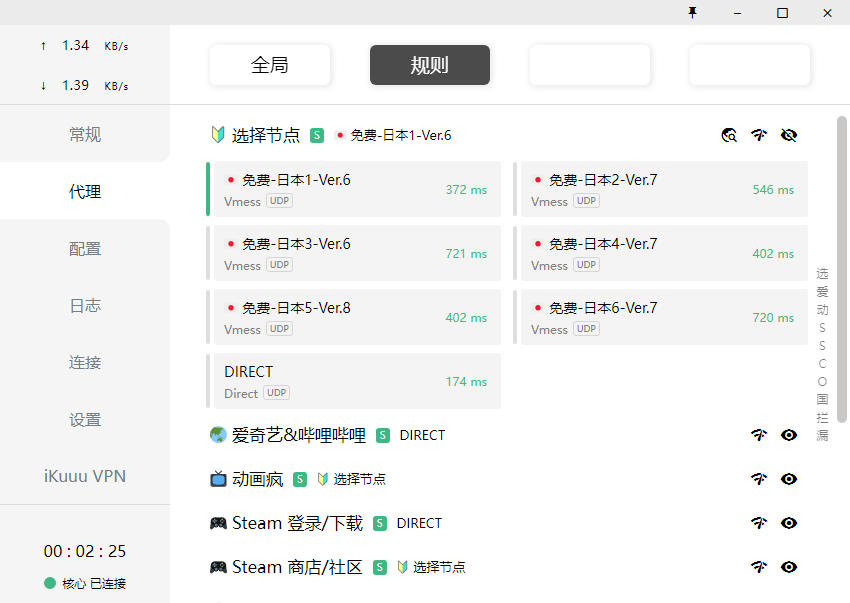 ↑ 1.34 KB/s
↓ 1.39 KB/s
全局 规则
常规
代理
配置
日志
连接
设置
iKuuu VPN
00 : 02 : 25
核心 已连接
选择节点 S 免费-日本1-Ver.6
免费-日本1-Ver.6
Vmess UDP
372 ms
免费-日本2-Ver.7
Vmess UDP
546 ms
免费-日本3-Ver.6
Vmess UDP
721 ms
免费-日本4-Ver.7
Vmess UDP
402 ms
免费-日本5-Ver.8
Vmess UDP
402 ms
免费-日本6-Ver.7
Vmess UDP
720 ms
DIRECT
Direct UDP
174 ms
爱奇艺&哔哩哔哩 S DIRECT
动画疯 S 选择节点
Steam 登录/下载 S DIRECT
Steam 商店/社区 S 选择节点
选
爱
动
S
S
C
O
国
拦
漏